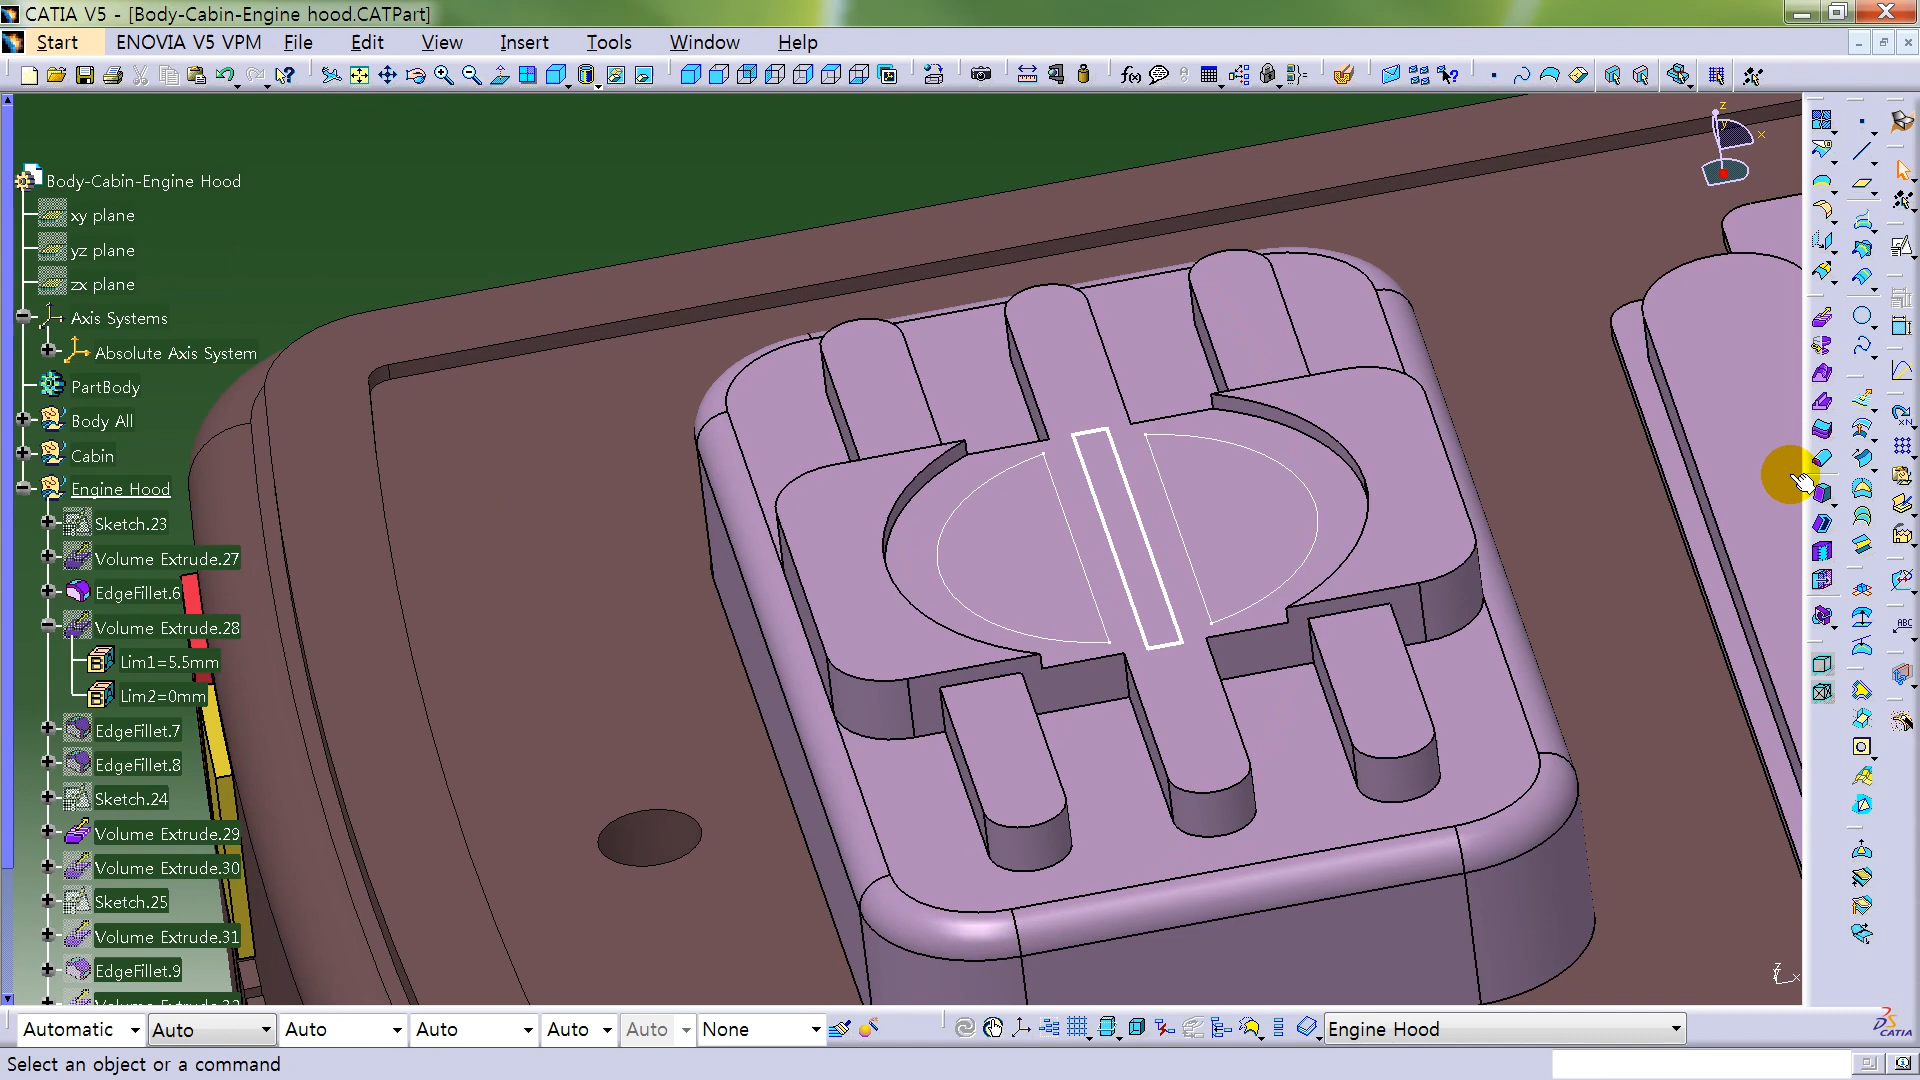 CATIA V5 - [Body-Cabin-Engine hood.CATPart]
Start ENOVIA V5 VPM File Edit View Insert Tools Window Help
Body-Cabin-Engine Hood
xy plane
yz plane
zx plane
Axis Systems
Absolute Axis System
PartBody
Body All
Cabin
Engine Hood
Sketch.23
Volume Extrude.27
EdgeFillet.6
Volume Extrude.28
Lim1=5.5mm
Lim2=0mm
EdgeFillet.7
EdgeFillet.8
Sketch.24
Volume Extrude.29
Volume Extrude.30
Sketch.25
Volume Extrude.31
EdgeFillet.9
z
y
x
z
x
Automatic Auto Auto Auto Auto Auto None Engine Hood
CATIA
Select an object or a command